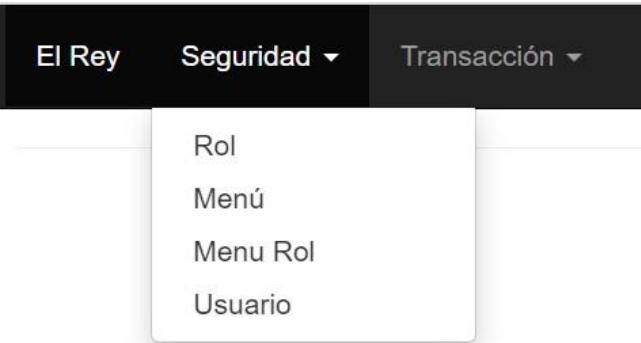 El Rey Seguridad Transacción
Rol
Menú
Menu Rol
Usuario